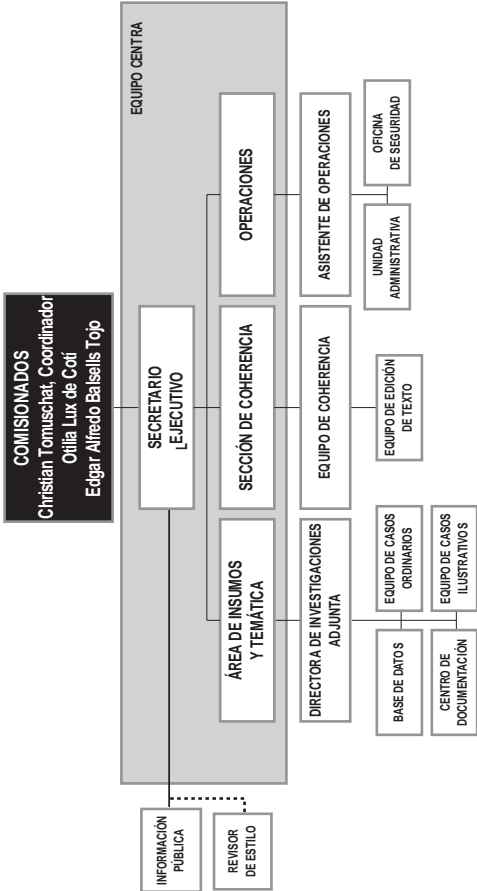 COMISIONADOS
Christian Tomuschat, Coordinador
Otilia Lux de Cotí
Edgar Alfredo Balsells Tojo
EQUIPO CENTRA
SECRETARIO
EJECUTIVO
INFORMACIÓN
PÚBLICA
REVISOR
DE ESTILO
ÁREA DE INSUMOS
Y TEMÁTICA
SECCIÓN DE COHERENCIA
OPERACIONES
DIRECTORA DE INVESTIGACIONES
ADJUNTA
EQUIPO DE COHERENCIA
ASISTENTE DE OPERACIONES
BASE DE DATOS
EQUIPO DE CASOS
ORDINARIOS
CENTRO DE
DOCUMENTACIÓN
EQUIPO DE CASOS
ILUSTRATIVOS
EQUIPO DE EDICIÓN
DE TEXTO
UNIDAD
ADMINISTRATIVA
OFICINA
DE SEGURIDAD